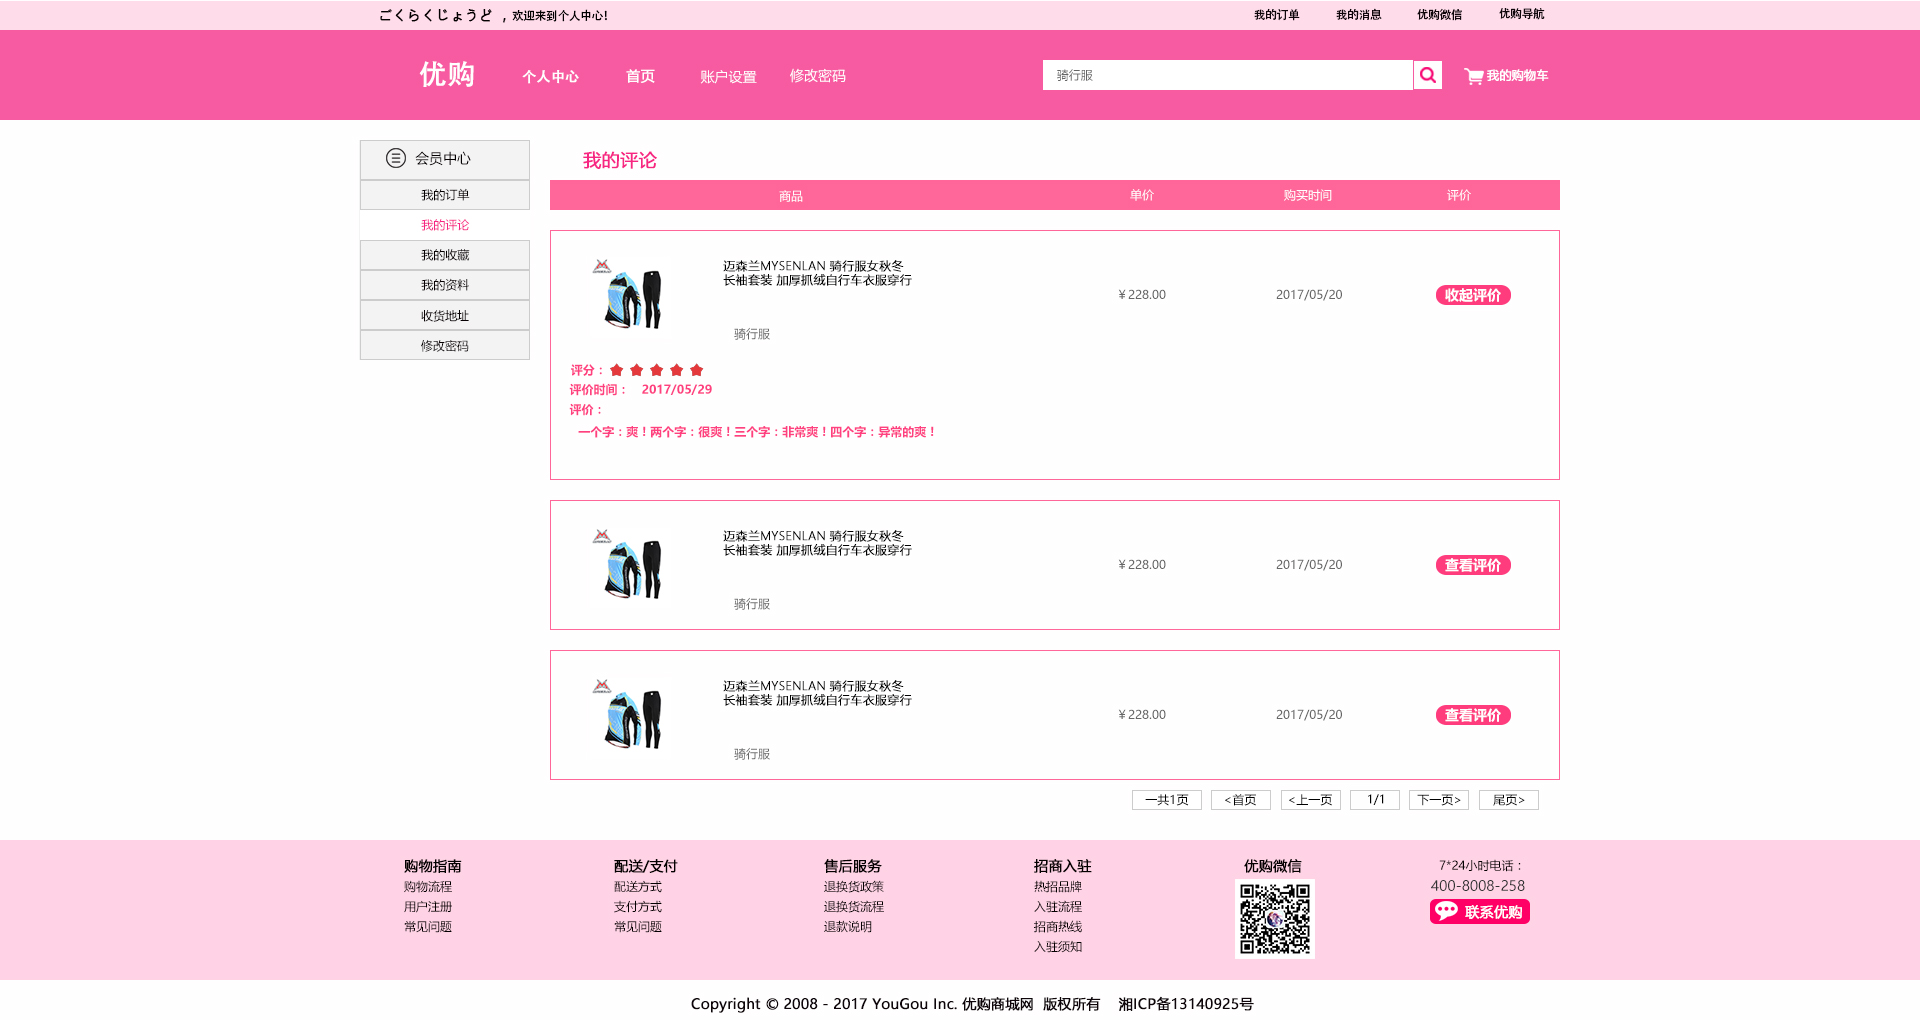 ごくらくじょうど ，欢迎来到个人中心!
我的订单 我的消息 优购微信 优购导航
优购 个人中心 首页 账户设置 修改密码 骑行服 我的购物车
会员中心
我的订单
我的评论
我的收藏
我的资料
收货地址
修改密码
我的评论
商品 单价 购买时间 评价
迈森兰MYSENLAN 骑行服女秋冬
长袖套装 加厚抓绒自行车衣服穿行
¥228.00 2017/05/20 收起评价
骑行服
评分：
评价时间： 2017/05/29
评价：
一个字：爽！两个字：很爽！三个字：非常爽！四个字：异常的爽！
迈森兰MYSENLAN 骑行服女秋冬
长袖套装 加厚抓绒自行车衣服穿行
¥228.00 2017/05/20 查看评价
骑行服
迈森兰MYSENLAN 骑行服女秋冬
长袖套装 加厚抓绒自行车衣服穿行
¥228.00 2017/05/20 查看评价
骑行服
一共1页 <首页 <上一页 1/1 下一页> 尾页>
购物指南
购物流程
用户注册
常见问题
配送/支付
配送方式
支付方式
常见问题
售后服务
退换货政策
退换货流程
退款说明
招商入驻
热招品牌
入驻流程
招商热线
入驻须知
优购微信
7*24小时电话：
400-8008-258
联系优购
Copyright © 2008 - 2017 YouGou Inc. 优购商城网 版权所有 湘ICP备13140925号